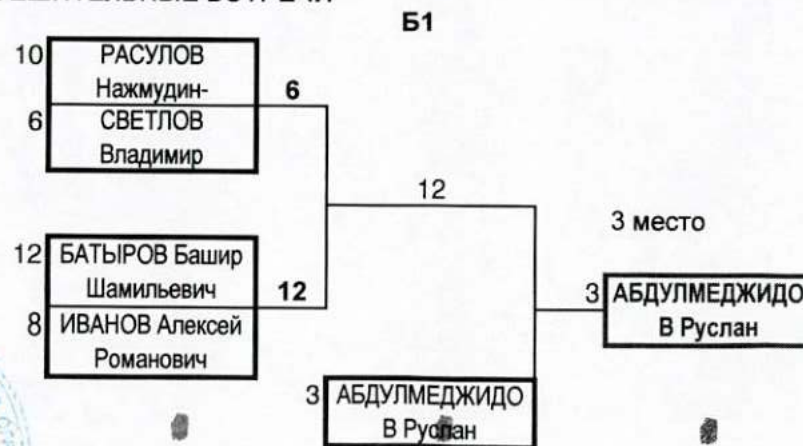 Б1
10 РАСУЛОВ
Нажмудин-
6
6 СВЕТЛОВ
Владимир
12
3 место
12 БАТЫРОВ Башир
Шамильевич
12
8 ИВАНОВ Алексей
Романович
3 АБДУЛМЕДЖИДО
В Руслан
3 АБДУЛМЕДЖИДО
В Руслан